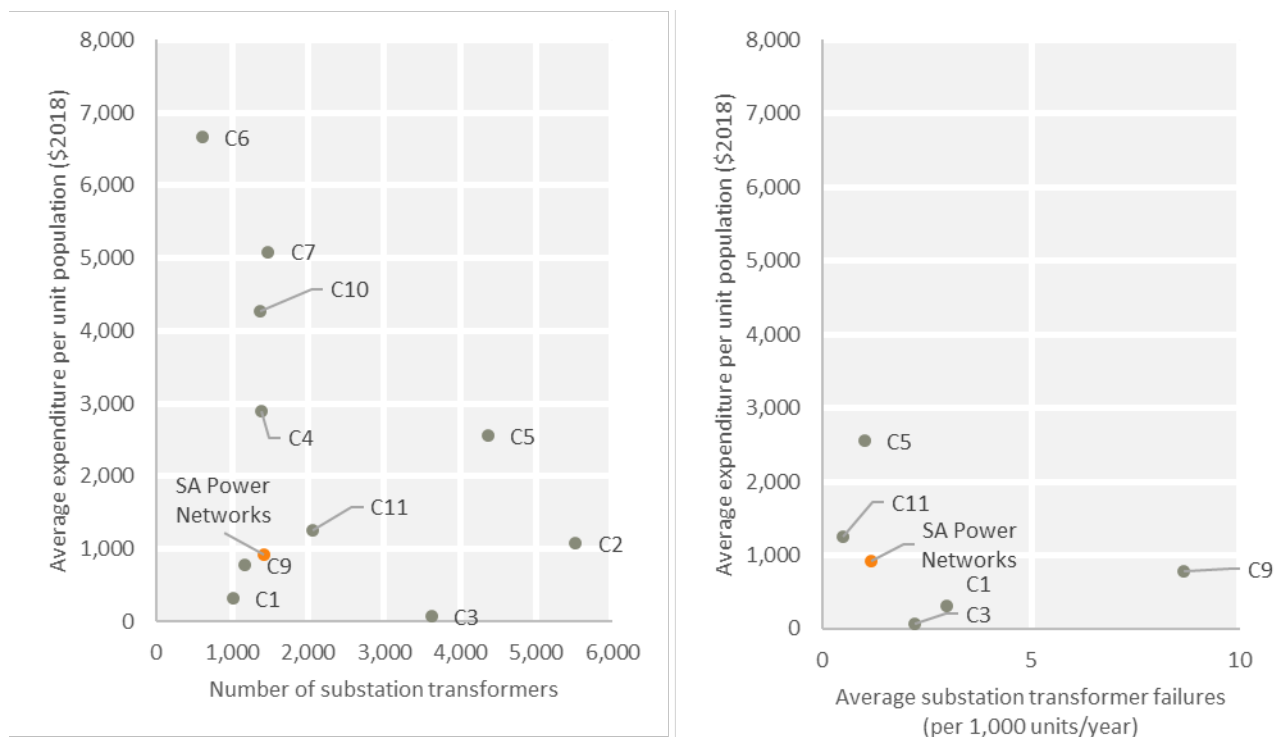 Average expenditure per unit population ($2018)
8,000
7,000
6,000
5,000
4,000
3,000
2,000
1,000
0
C6
C7
C10
C4
C5
SA Power
Networks
C11
C2
C9
C1
C3
0
1,000
2,000
3,000
4,000
5,000
6,000
Number of substation transformers
Average expenditure per unit population ($2018)
8,000
7,000
6,000
5,000
4,000
3,000
2,000
1,000
0
C5
C11
SA Power
Networks
C9
C1
C3
0
5
10
Average substation transformer failures
(per 1,000 units/year)